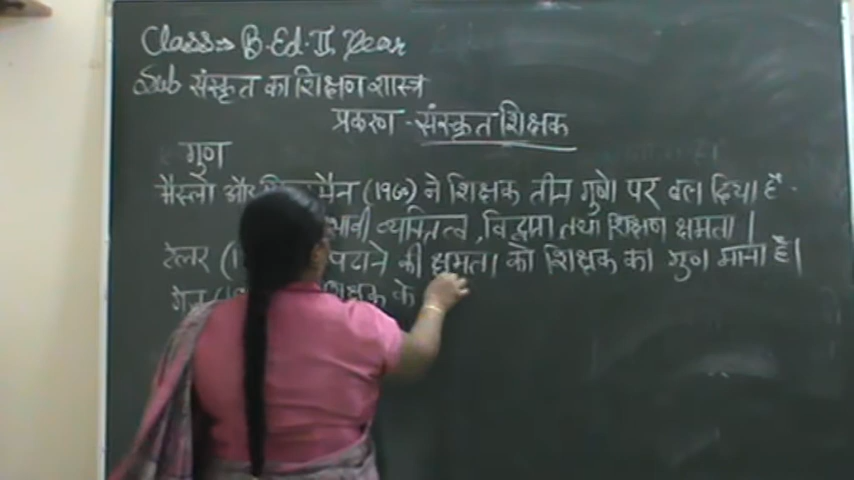 Class⇒ B.Ed. II Year
Sub संस्कृत का शिक्षण शास्त्र
प्रकरण - संस्कृत शिक्षक
गुण
मैस्लो और मैन ने शिक्षक तीन गुणो पर बल दिया है -
व्यक्तित्व, विद्वता तथा शिक्षण क्षमता |
टेलर पढाने की क्षमता को शिक्षक का गुण माना है |
शिक्षक के